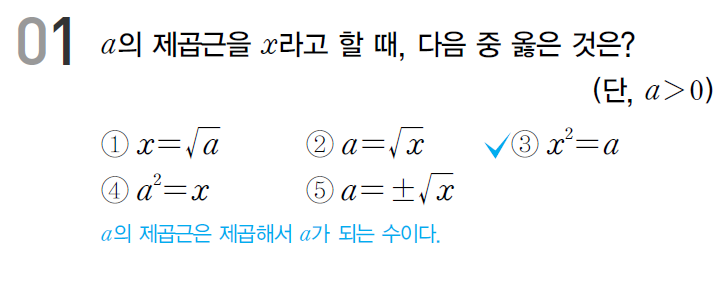 01 a의 제곱근을 x라고 할 때, 다음 중 옳은 것은?
(단, a>0)
① x=√a ② a=√x ✓③ x²=a
④ a²=x ⑤ a=±√x
a의 제곱근은 제곱해서 a가 되는 수이다.